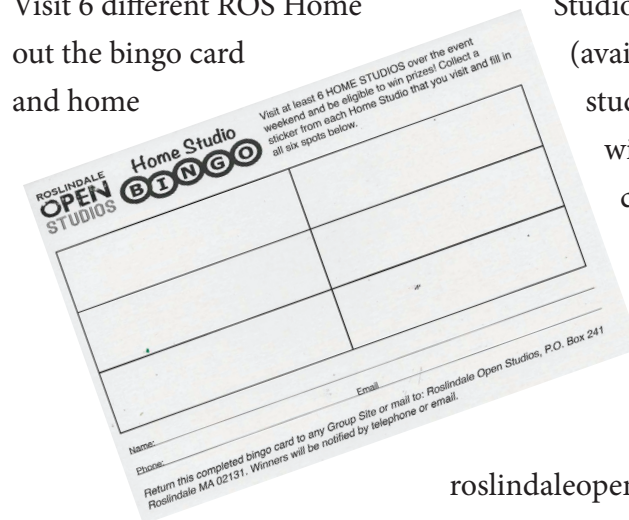 Visit 6 different ROS Home
out the bingo card
and home
Studio
(avai
stud
wi
ROSLINDALE
OPEN
STUDIOS
Home Studio
BINGO
Visit at least 6 HOME STUDIOS over the event
weekend and be eligible to win prizes! Collect a
sticker from each Home Studio that you visit and fill in
all six spots below.
Name:
Email
Phone:
Return this completed bingo card to any Group Site or mail to: Roslindale Open Studios, P.O. Box 241
Roslindale MA 02131. Winners will be notified by telephone or email.
roslindaleoper